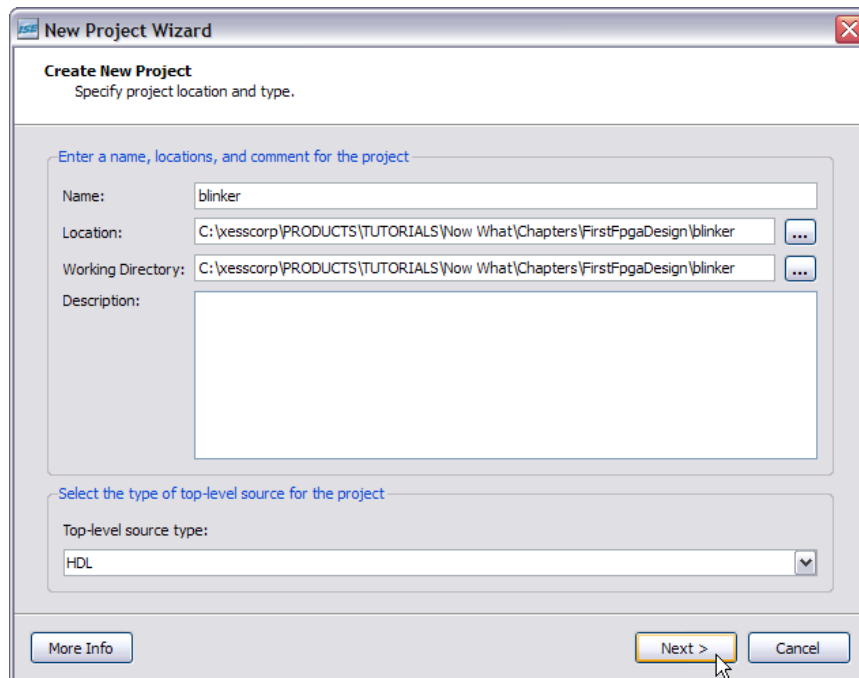 ISE New Project Wizard
Create New Project
Specify project location and type.
Enter a name, locations, and comment for the project
Name: blinker
Location: C:\xesscorp\PRODUCTS\TUTORIALS\Now What\Chapters\FirstFpgaDesign\blinker ...
Working Directory: C:\xesscorp\PRODUCTS\TUTORIALS\Now What\Chapters\FirstFpgaDesign\blinker ...
Description:
Select the type of top-level source for the project
Top-level source type:
HDL
More Info Next > Cancel